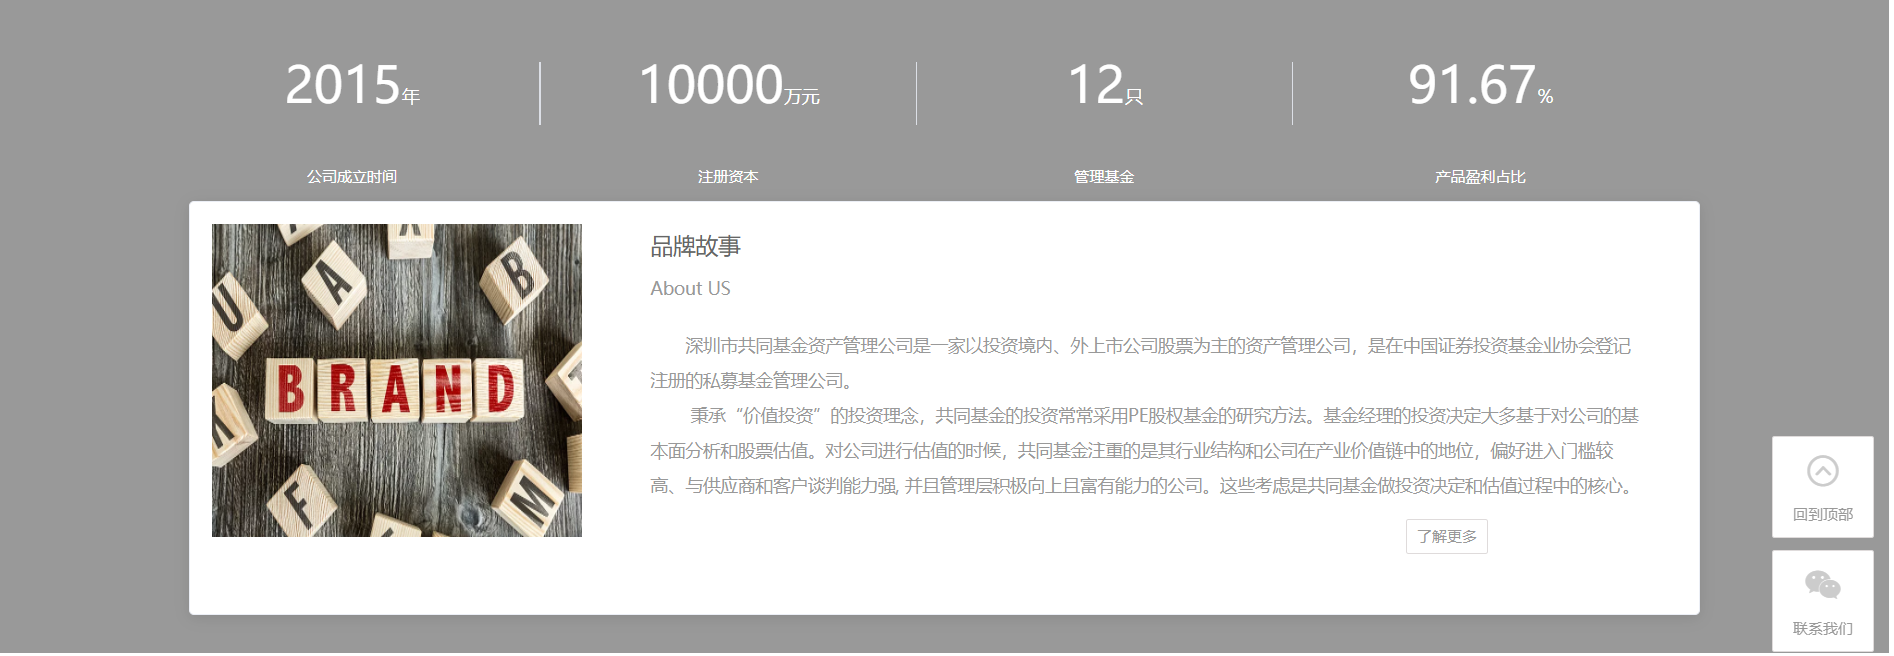 2015年
10000万元
12只
91.67%
公司成立时间
注册资本
管理基金
产品盈利占比
A
A
B
U
BRAND
F
M
品牌故事
About US
深圳市共同基金资产管理公司是一家以投资境内、外上市公司股票为主的资产管理公司，是在中国证券投资基金业协会登记
注册的私募基金管理公司。
秉承“价值投资”的投资理念，共同基金的投资常常采用PE股权基金的研究方法。基金经理的投资决定大多基于对公司的基
本面分析和股票估值。对公司进行估值的时候，共同基金注重的是其行业结构和公司在产业价值链中的地位，偏好进入门槛较
高、与供应商和客户谈判能力强, 并且管理层积极向上且富有能力的公司。这些考虑是共同基金做投资决定和估值过程中的核心。
了解更多
回到顶部
联系我们